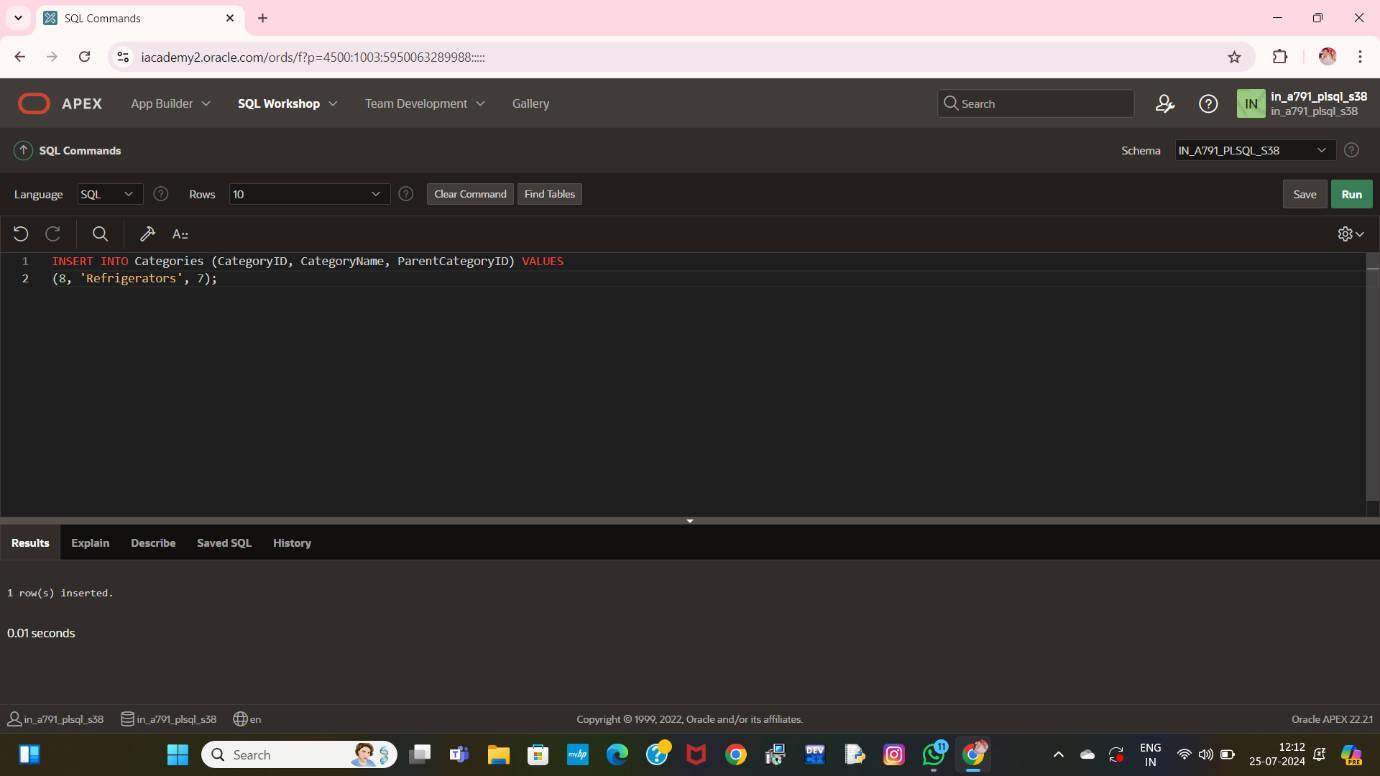 SQL Commands
iacademy2.oracle.com/ords/f?p=4500:1003:5950063289988:::::
APEX App Builder SQL Workshop Team Development Gallery Search IN in_a791_plsql_s38
in_a791_plsql_s38
SQL Commands Schema IN_A791_PLSQL_S38
Language SQL Rows 10 Clear Command Find Tables Save Run
A::
1 INSERT INTO Categories (CategoryID, CategoryName, ParentCategoryID) VALUES
2 (8, 'Refrigerators', 7);
Results Explain Describe Saved SQL History
1 row(s) inserted.
0.01 seconds
in_a791_plsql_s38 in_a791_plsql_s38 en Copyright © 1999, 2022, Oracle and/or its affiliates. Oracle APEX 22.2.1
Search myhp DEV 11 ENG 12:12
IN 25-07-2024 PRE